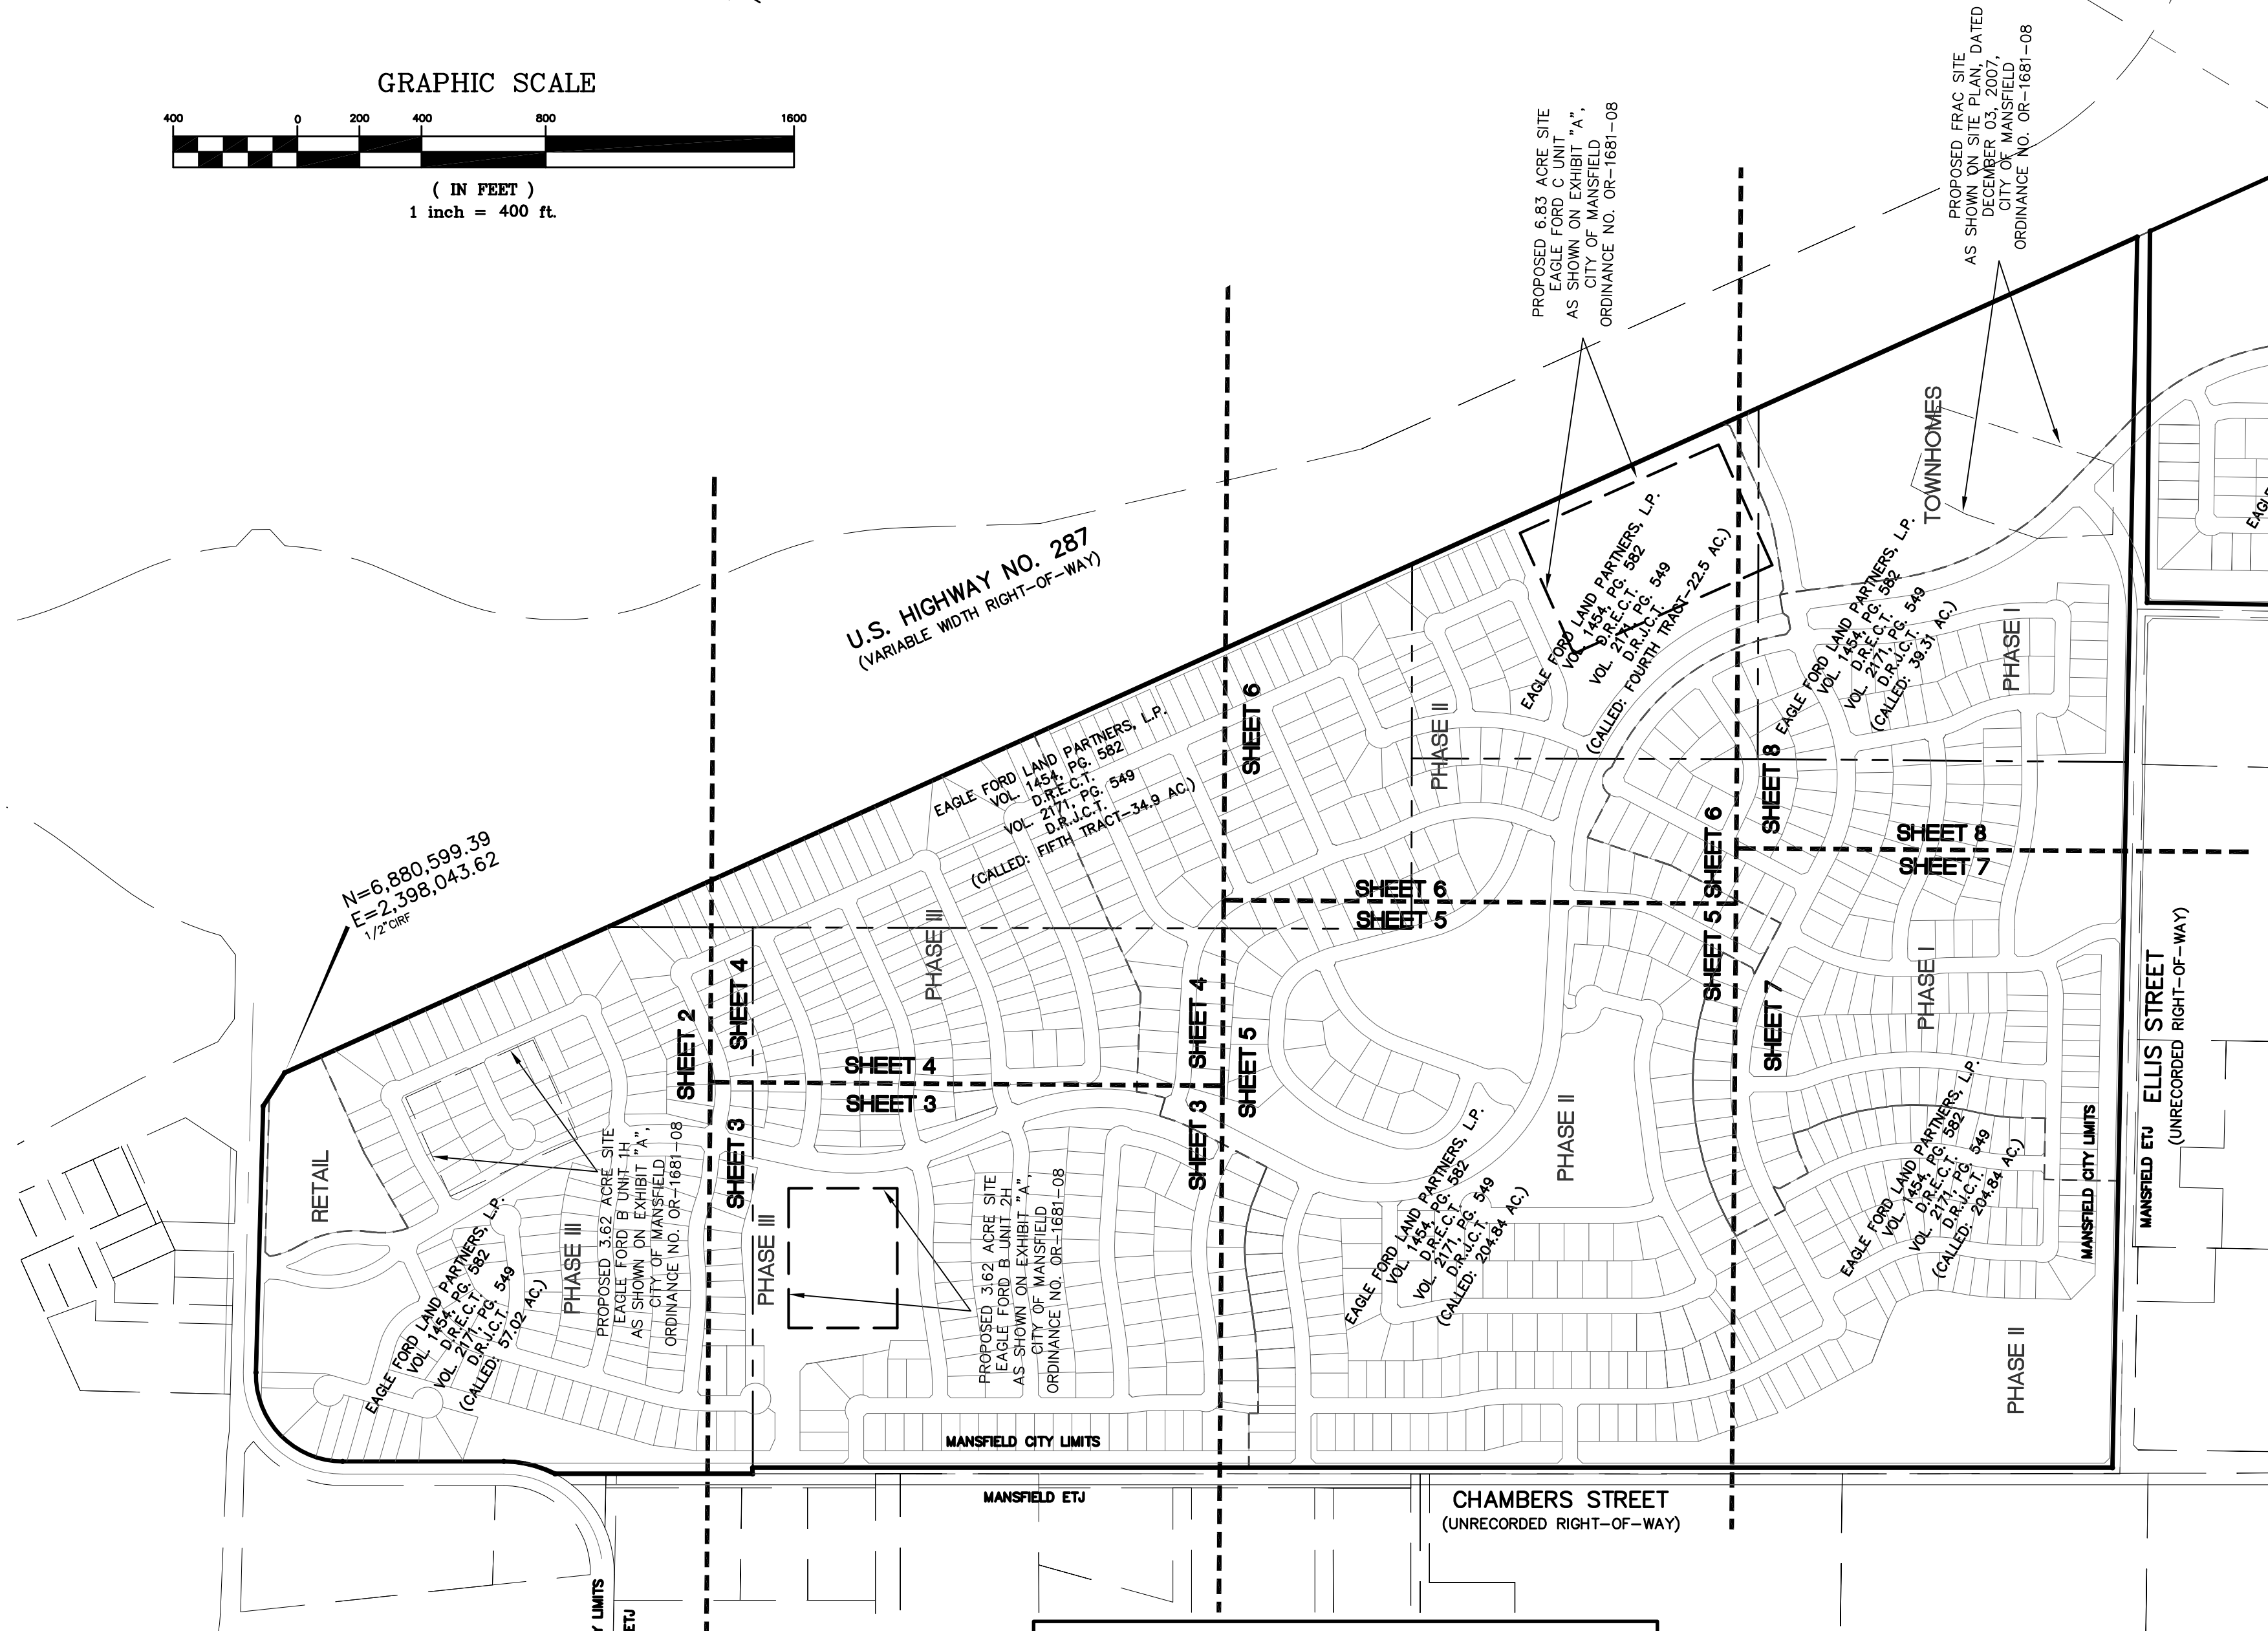 GRAPHIC SCALE
400 0 200 400 800 1600
( IN FEET )
1 inch = 400 ft.
PROPOSED 6.83 ACRE SITE
EAGLE FORD C UNIT
AS SHOWN ON EXHIBIT "A",
CITY OF MANSFIELD
ORDINANCE NO. OR-1681-08
PROPOSED FRAC SITE
AS SHOWN ON SITE PLAN, DATED
DECEMBER 03, 2007,
CITY OF MANSFIELD
ORDINANCE NO. OR-1681-08
U.S. HIGHWAY NO. 287
(VARIABLE WIDTH RIGHT-OF-WAY)
TOWNHOMES
EAGLE FORD LAND PARTNERS, L.P.
VOL. 1454, PG. 582
D.R.E.C.T.
VOL. 2171, PG. 549
D.R.J.C.T.
(CALLED: FOURTH TRACT-22.5 AC.)
EAGLE FORD LAND PARTNERS, L.P.
VOL. 1454, PG. 582
D.R.E.C.T.
VOL. 2171, PG. 549
D.R.J.C.T.
(CALLED: 39.31 AC.)
PHASE I
EAGLE FORD LAND PARTNERS, L.P.
VOL. 1454, PG. 582
D.R.E.C.T.
VOL. 2171, PG. 549
D.R.J.C.T.
(CALLED: FIFTH TRACT-34.9 AC.)
SHEET 6
PHASE II
SHEET 8
SHEET 6
SHEET 8
SHEET 7
N=6,880,599.39
E=2,398,043.62
1/2"CIRF
SHEET 6
SHEET 5
PHASE III
SHEET 5
SHEET 7
PHASE I
ELLIS STREET
(UNRECORDED RIGHT-OF-WAY)
SHEET 2
SHEET 4
SHEET 4
SHEET 3
SHEET 4
SHEET 5
SHEET 3
SHEET 3
RETAIL
PHASE III
PROPOSED 3.62 ACRE SITE
EAGLE FORD B UNIT 1H
AS SHOWN ON EXHIBIT "A",
CITY OF MANSFIELD
ORDINANCE NO. OR-1681-08
PHASE III
PROPOSED 3.62 ACRE SITE
EAGLE FORD B UNIT 2H
AS SHOWN ON EXHIBIT "A",
CITY OF MANSFIELD
ORDINANCE NO. OR-1681-08
EAGLE FORD LAND PARTNERS, L.P.
VOL. 1454, PG. 582
D.R.E.C.T.
VOL. 2171, PG. 549
D.R.J.C.T.
(CALLED: 57.02 AC.)
EAGLE FORD LAND PARTNERS, L.P.
VOL. 1454, PG. 582
D.R.E.C.T.
VOL. 2171, PG. 549
D.R.J.C.T.
(CALLED: 204.84 AC.)
PHASE II
EAGLE FORD LAND PARTNERS, L.P.
VOL. 1454, PG. 582
D.R.E.C.T.
VOL. 2171, PG. 549
D.R.J.C.T.
(CALLED: 204.84 AC.)
MANSFIELD CITY LIMITS
MANSFIELD ETJ
PHASE II
MANSFIELD CITY LIMITS
MANSFIELD ETJ
CHAMBERS STREET
(UNRECORDED RIGHT-OF-WAY)
LIMITS
ETJ